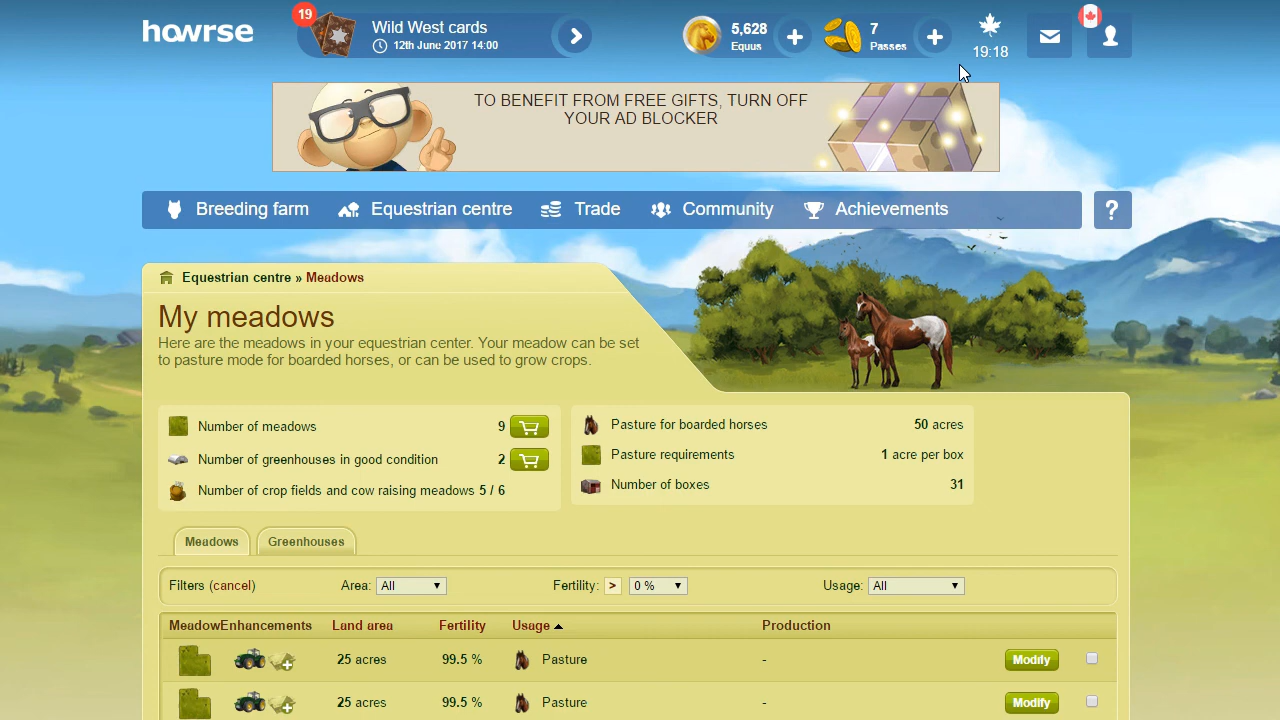 howrse
19
Wild West cards
12th June 2017 14:00
5,628
Equus
7
Passes
19:18
TO BENEFIT FROM FREE GIFTS, TURN OFF
YOUR AD BLOCKER
Breeding farm
Equestrian centre
Trade
Community
Achievements
?
Equestrian centre » Meadows
My meadows
Here are the meadows in your equestrian center. Your meadow can be set
to pasture mode for boarded horses, or can be used to grow crops.
Number of meadows 9
Number of greenhouses in good condition 2
Number of crop fields and cow raising meadows 5 / 6
Pasture for boarded horses 50 acres
Pasture requirements 1 acre per box
Number of boxes 31
Meadows Greenhouses
Filters (cancel) Area: All Fertility: > 0 % Usage: All
Meadow Enhancements Land area Fertility Usage Production
25 acres 99.5 % Pasture - Modify
25 acres 99.5 % Pasture - Modify